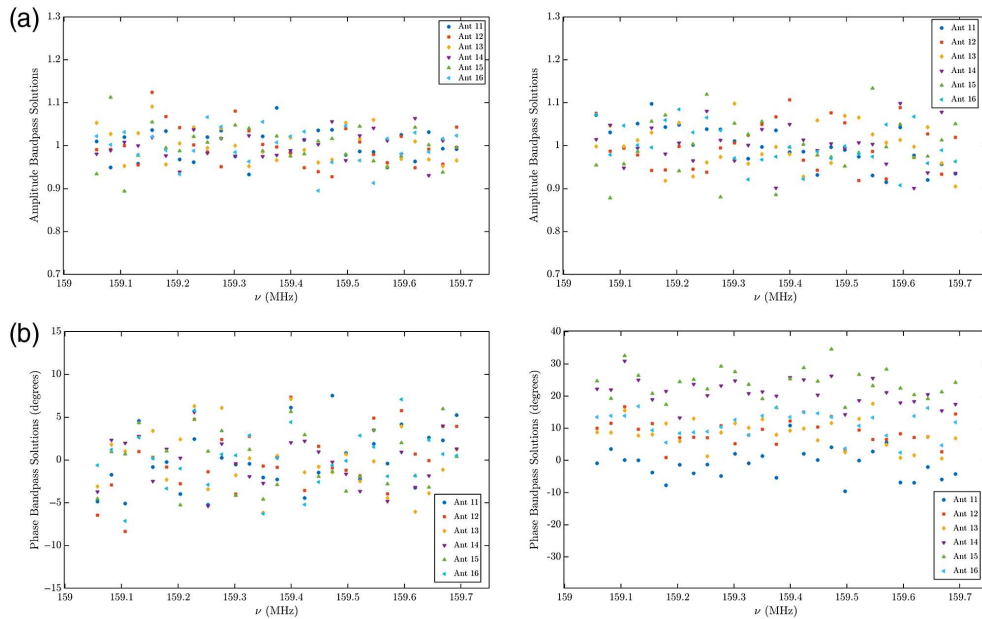 (a)
1.3
1.2
1.1
1
0.9
0.8
0.7
Amplitude Bandpass Solutions
159
159.1
159.2
159.3
159.4
159.5
159.6
159.7
ν (MHz)
Ant 11
Ant 12
Ant 13
Ant 14
Ant 15
Ant 16
1.3
1.2
1.1
1
0.9
0.8
0.7
Amplitude Bandpass Solutions
159
159.1
159.2
159.3
159.4
159.5
159.6
159.7
ν (MHz)
Ant 11
Ant 12
Ant 13
Ant 14
Ant 15
Ant 16
(b)
15
10
5
0
−5
−10
−15
Phase Bandpass Solutions (degrees)
159
159.1
159.2
159.3
159.4
159.5
159.6
159.7
ν (MHz)
Ant 11
Ant 12
Ant 13
Ant 14
Ant 15
Ant 16
40
30
20
10
0
−10
−20
−30
Phase Bandpass Solutions (degrees)
159
159.1
159.2
159.3
159.4
159.5
159.6
159.7
ν (MHz)
Ant 11
Ant 12
Ant 13
Ant 14
Ant 15
Ant 16